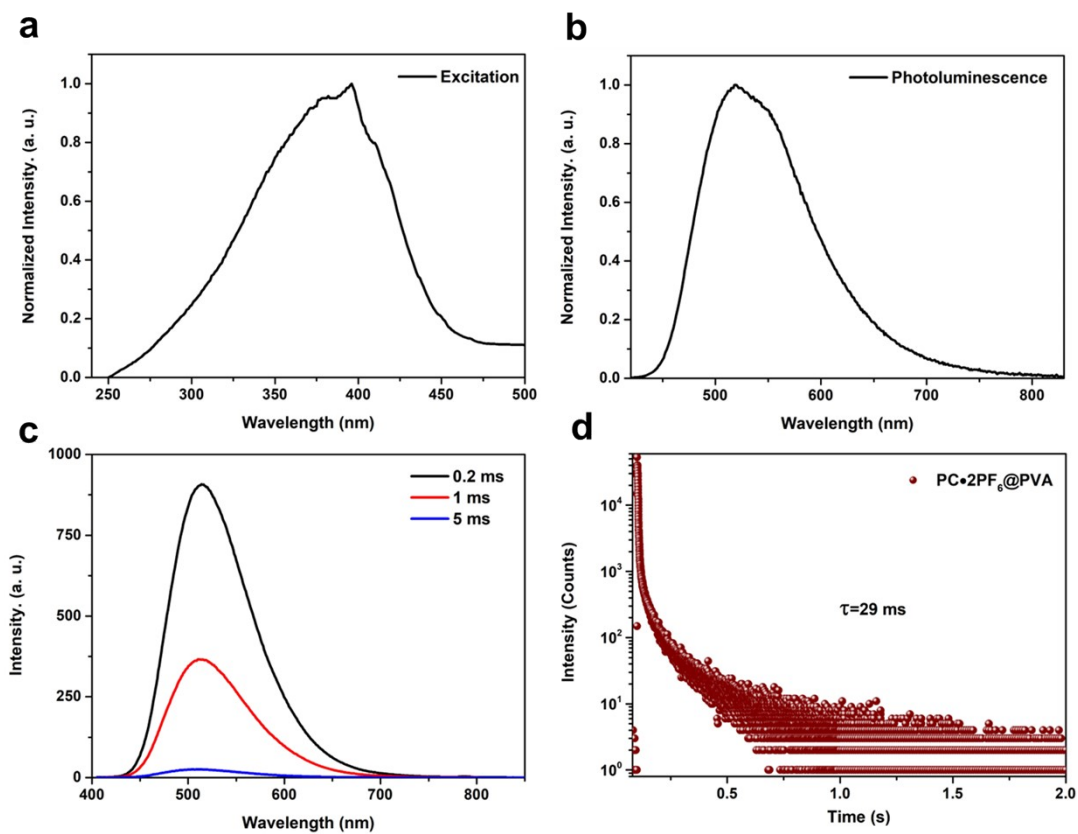 a
Excitation
1.0
0.8
0.6
0.4
0.2
0.0
250 300 350 400 450 500
Normalized Intensity. (a. u.)
Wavelength (nm)
b
Photoluminescence
1.0
0.8
0.6
0.4
0.2
0.0
500 600 700 800
Normalized Intensity. (a. u.)
Wavelength (nm)
c
0.2 ms
1 ms
5 ms
1000
750
500
250
0
400 500 600 700 800
Intensity. (a. u.)
Wavelength (nm)
d
PC•2PF₆@PVA
τ=29 ms
10⁴
10³
10²
10¹
10⁰
0.5 1.0 1.5 2.0
Intensity (Counts)
Time (s)